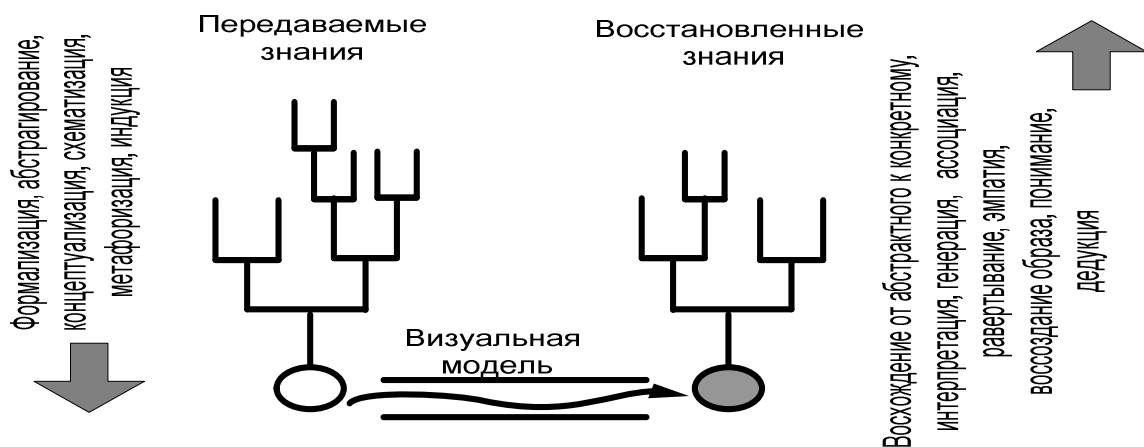 Формализация, абстрагирование,
концептуализация, схематизация,
метафоризация, индукция
Передаваемые
знания
Восстановленные
знания
Визуальная
модель
Восхождение от абстрактного к конкретному,
интерпретация, генерация, ассоциация,
равертывание, эмпатия,
воссоздание образа, понимание,
дедукция